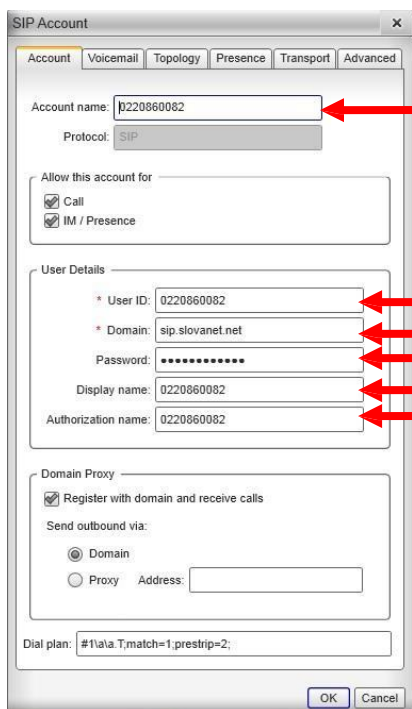 SIP Account
Account Voicemail Topology Presence Transport Advanced
Account name: 0220860082
Protocol: SIP
Allow this account for
Call
IM / Presence
User Details
* User ID: 0220860082
* Domain: sip.slovanet.net
Password: ••••••••••••
Display name: 0220860082
Authorization name: 0220860082
Domain Proxy
Register with domain and receive calls
Send outbound via:
Domain
Proxy Address:
Dial plan: #1\a\a.T;match=1;prestrip=2;
OK Cancel